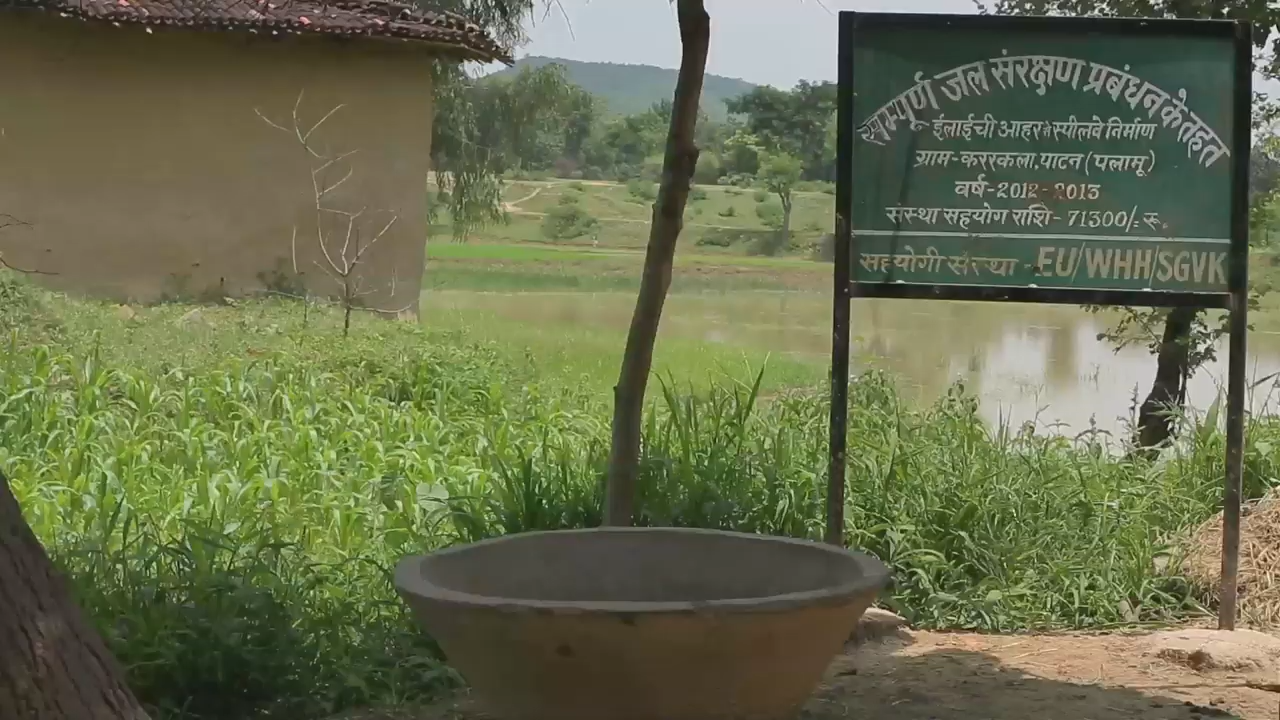 सम्पूर्ण जल संरक्षण प्रबंधन के तहत
ईलाईची आहर से स्पीलवे निर्माण
ग्राम-कररकला, पाटन (पलामू)
वर्ष-2012-2013
संस्था सहयोग राशि- 71300/- रू.
सहयोगी संस्था - EU/WHH/SGVK